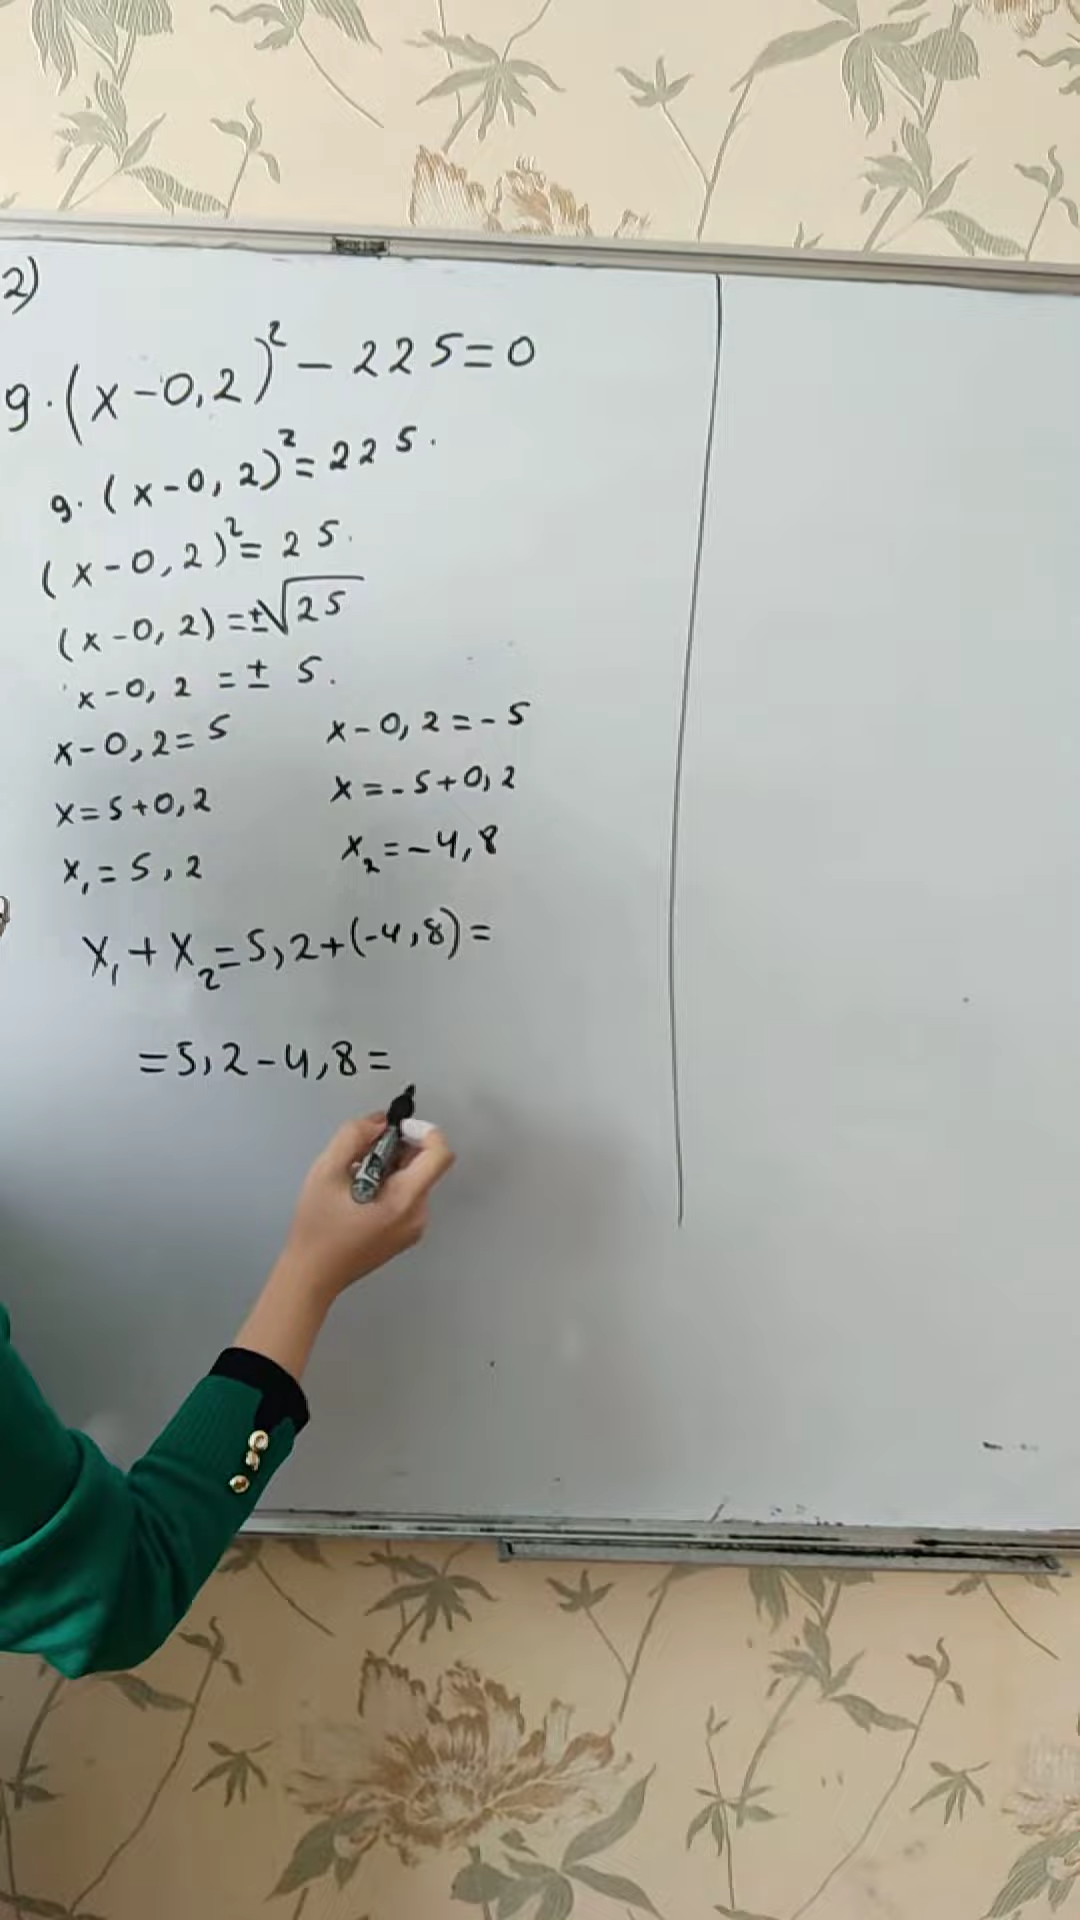 2)
9·(x-0,2)²-225=0
9·(x-0,2)²=225.
(x-0,2)²=25.
(x-0,2)=±√25
x-0,2=±5.
x-0,2=5 x-0,2=-5
x=5+0,2 x=-5+0,2
x₁=5,2 x₂=-4,8
x₁+x₂=5,2+(-4,8)=
=5,2-4,8=